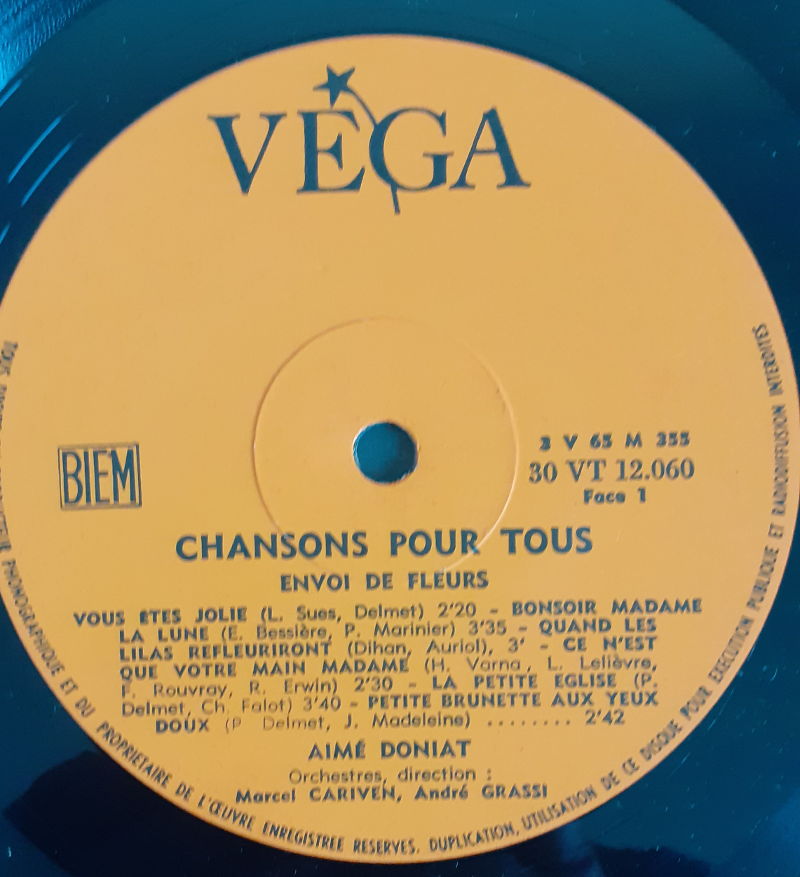 VEGA
BIEM
3 V 65 M 355
30 VT 12.060
Face 1
CHANSONS POUR TOUS
ENVOI DE FLEURS
VOUS ETES JOLIE (L. Sues, Delmet) 2'20 - BONSOIR MADAME
LA LUNE (E. Bessière, P. Marinier) 3'35 - QUAND LES
LILAS REFLEURIRONT (Dihan, Auriol), 3' - CE N'EST
QUE VOTRE MAIN MADAME (H. Varna, L. Lelièvre,
F. Rouvray, R. Erwin) 2'30 - LA PETITE EGLISE (P.
Delmet, Ch. Falot) 3'40 - PETITE BRUNETTE AUX YEUX
DOUX (P Delmet, J. Madeleine) ........ 2'42
AIMÉ DONIAT
Orchestres, direction :
Marcel CARIVEN, André GRASSI
TOUS PHONOGRAPHIQUE ET DU PROPRIETAIRE DE L'ŒUVRE ENREGISTREE RESERVES. DUPLICATION, UTILISATION DE CE DISQUE POUR EXECUTION PUBLIQUE ET RADIODIFFUSION INTERDITES